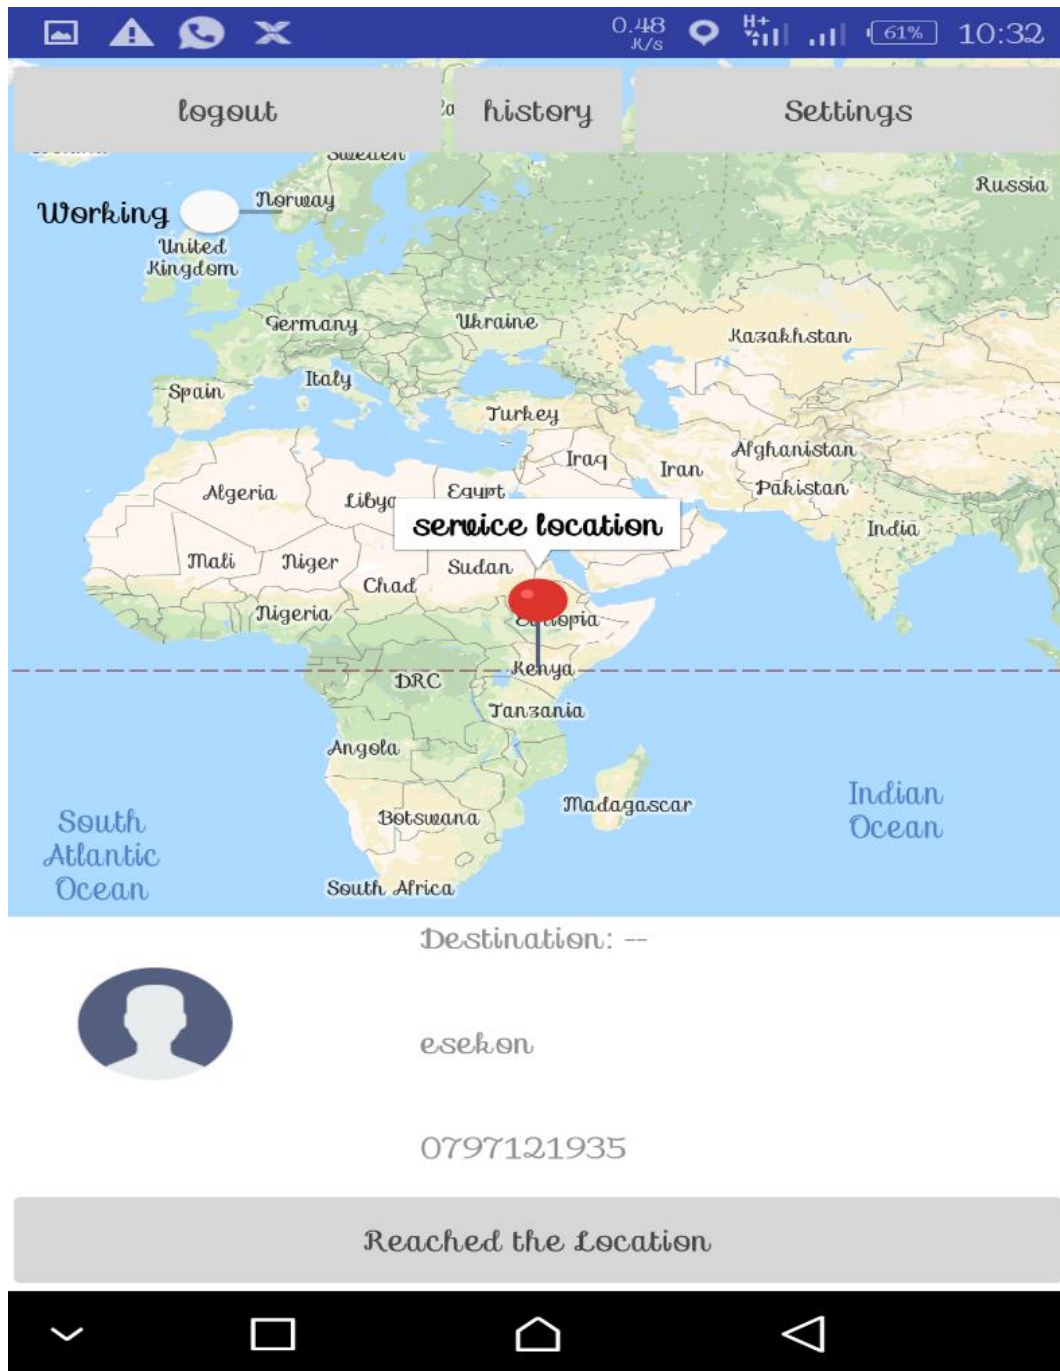 0.48
K/s
H+
61%
10:32
logout
history
Settings
Sweden
Russia
Norway
Working
United
Kingdom
Germany
Ukraine
Kazakhstan
Italy
Spain
Turkey
Iraq
Afghanistan
Iran
Algeria
Libya
Egypt
Pakistan
service location
India
Mali
Niger
Sudan
Chad
Nigeria
Ethiopia
Kenya
DRC
Tanzania
Angola
Madagascar
Indian
Ocean
Botswana
South
Atlantic
Ocean
South Africa
Destination: --
esekon
0797121935
Reached the Location